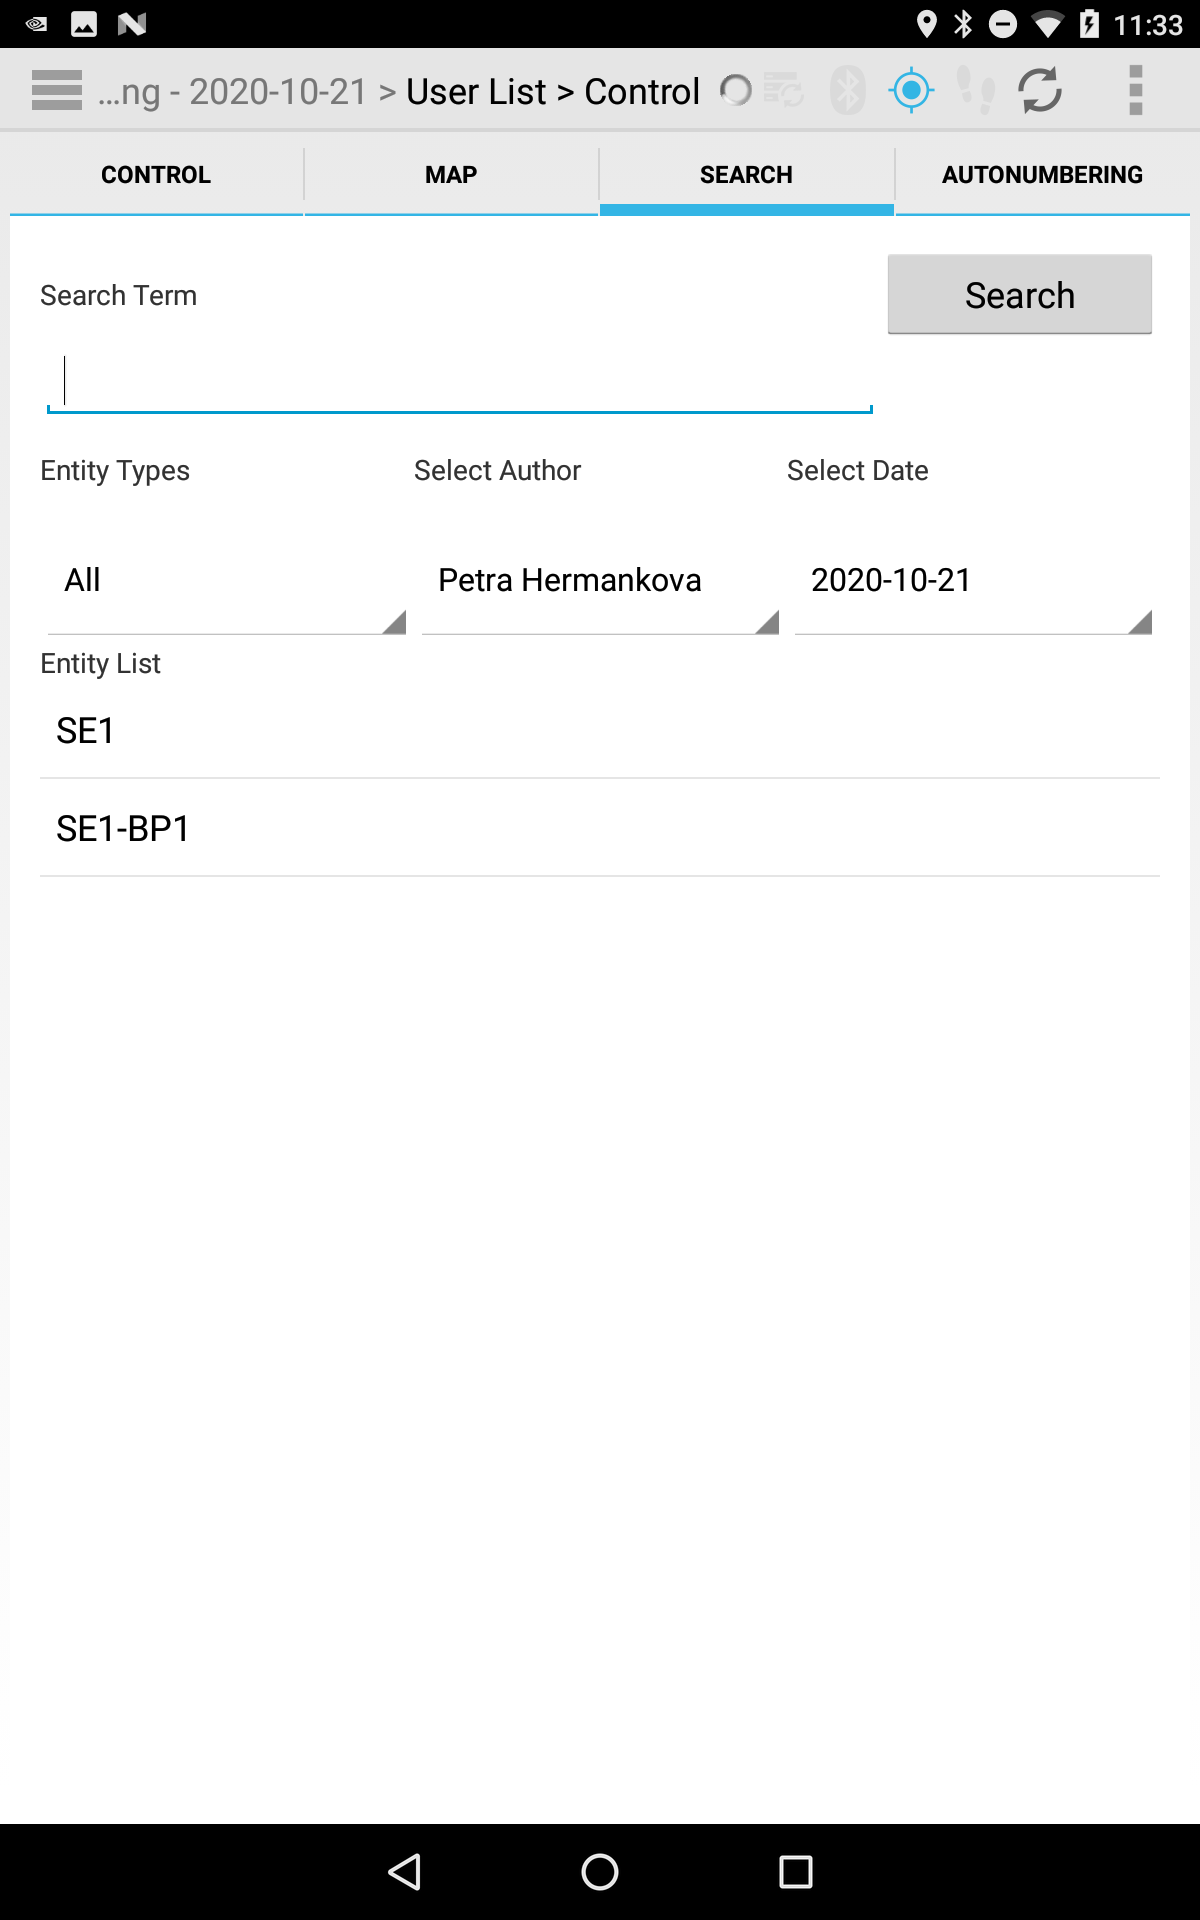 11:33
...ng - 2020-10-21 > User List > Control
CONTROL MAP SEARCH AUTONUMBERING
Search Term Search
Entity Types Select Author Select Date
All Petra Hermankova 2020-10-21
Entity List
SE1
SE1-BP1